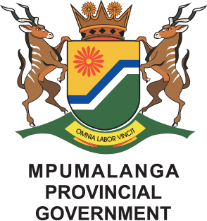 OMNIA LABOR VINCIT
MPUMALANGA
PROVINCIAL
GOVERNMENT